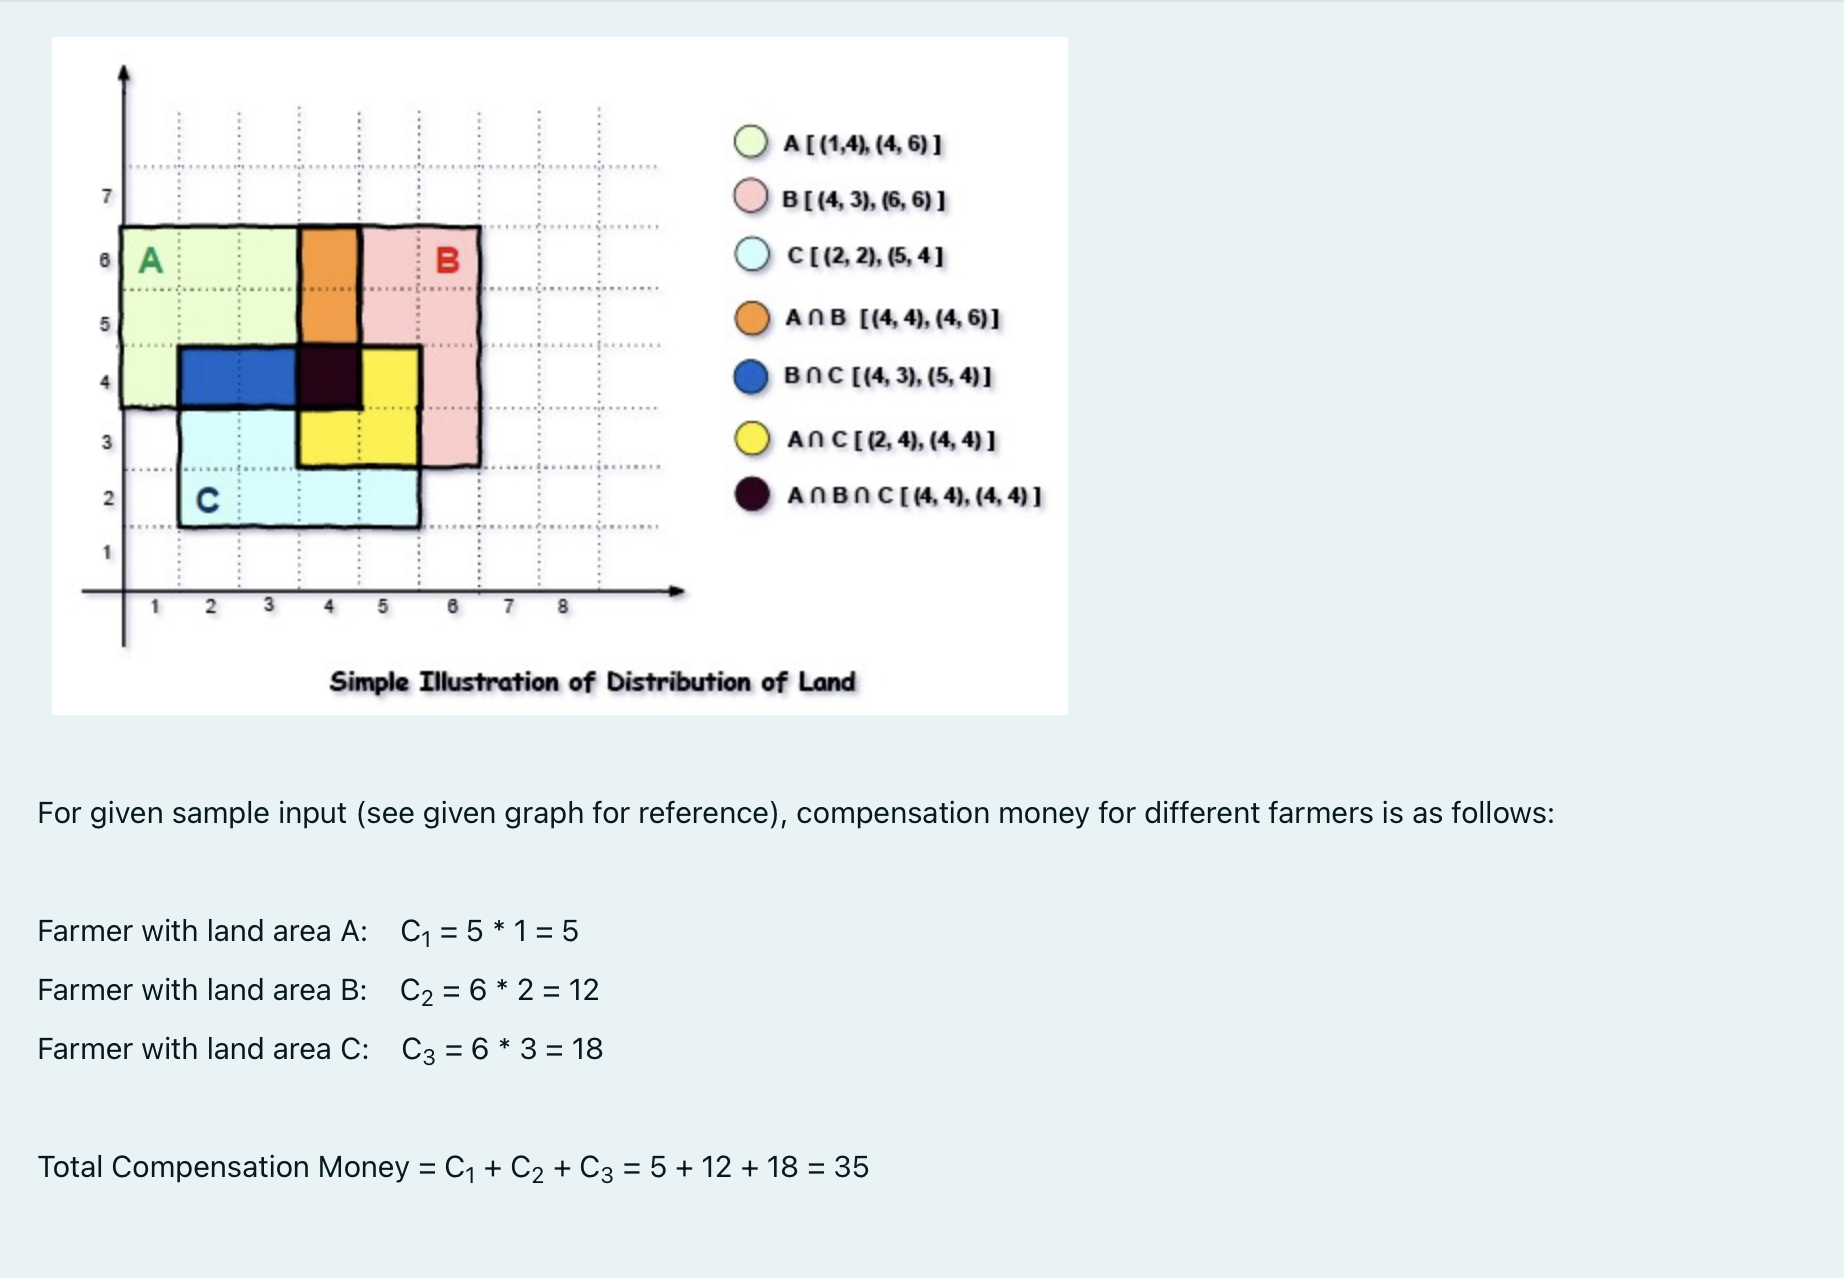 A [ (1,4), (4, 6) ]
B [ (4, 3), (6, 6) ]
C [ (2, 2), (5, 4 ]
A ∩ B [(4, 4), (4, 6)]
B ∩ C [(4, 3), (5, 4)]
A ∩ C [ (2, 4), (4, 4) ]
A ∩ B ∩ C [ (4, 4), (4, 4) ]
7
6
5
4
3
2
1
A
B
C
1 2 3 4 5 6 7 8
Simple Illustration of Distribution of Land
For given sample input (see given graph for reference), compensation money for different farmers is as follows:
Farmer with land area A: C₁ = 5 * 1 = 5
Farmer with land area B: C₂ = 6 * 2 = 12
Farmer with land area C: C₃ = 6 * 3 = 18
Total Compensation Money = C₁ + C₂ + C₃ = 5 + 12 + 18 = 35